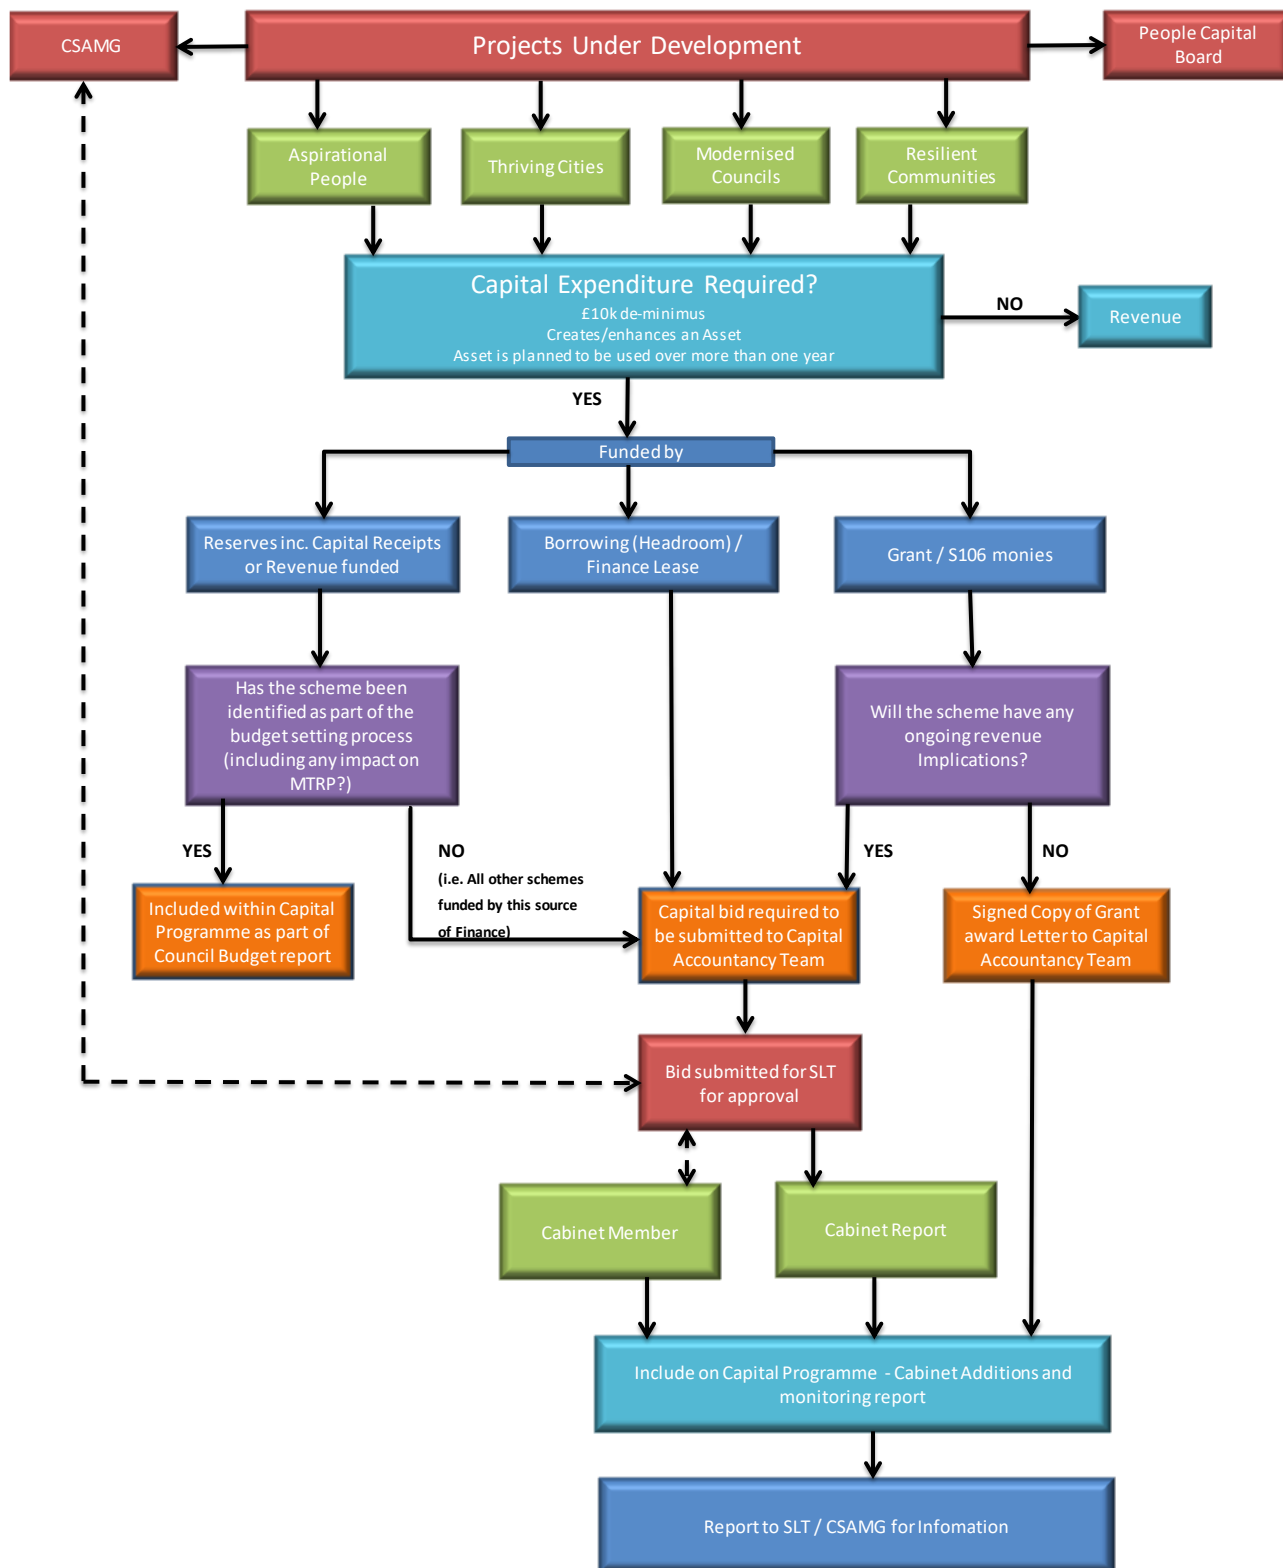 CSAMG
Projects Under Development
People Capital
Board
Aspirational
People
Thriving Cities
Modernised
Councils
Resilient
Communities
Capital Expenditure Required?
£10k de-minimus
Creates/enhances an Asset
Asset is planned to be used over more than one year
NO
Revenue
YES
Funded by
Reserves inc. Capital Receipts
or Revenue funded
Borrowing (Headroom) /
Finance Lease
Grant / S106 monies
Has the scheme been
identified as part of the
budget setting process
(including any impact on
MTRP?)
Will the scheme have any
ongoing revenue
Implications?
YES
NO
(i.e. All other schemes
funded by this source
of Finance)
YES
NO
Included within Capital
Programme as part of
Council Budget report
Capital bid required to
be submitted to Capital
Accountancy Team
Signed Copy of Grant
award Letter to Capital
Accountancy Team
Bid submitted for SLT
for approval
Cabinet Member
Cabinet Report
Include on Capital Programme - Cabinet Additions and
monitoring report
Report to SLT / CSAMG for Infomation